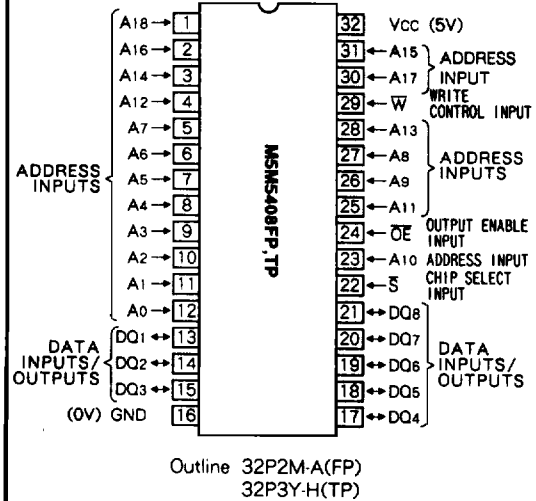 A18 1
A16 2
A14 3
A12 4
A7 5
A6 6
A5 7
A4 8
A3 9
A2 10
A1 11
A0 12
DQ1 13
DQ2 14
DQ3 15
(0V) GND 16
ADDRESS
INPUTS
DATA
INPUTS/
OUTPUTS
M5M5408FP,TP
32 Vcc (5V)
31 A15
30 A17
ADDRESS
INPUT
29 W̅ WRITE
CONTROL INPUT
28 A13
27 A8
26 A9
25 A11
ADDRESS
INPUTS
24 O̅E̅ OUTPUT ENABLE
INPUT
23 A10 ADDRESS INPUT
22 S̅ CHIP SELECT
INPUT
21 DQ8
20 DQ7
19 DQ6
18 DQ5
17 DQ4
DATA
INPUTS/
OUTPUTS
Outline 32P2M-A(FP)
32P3Y-H(TP)